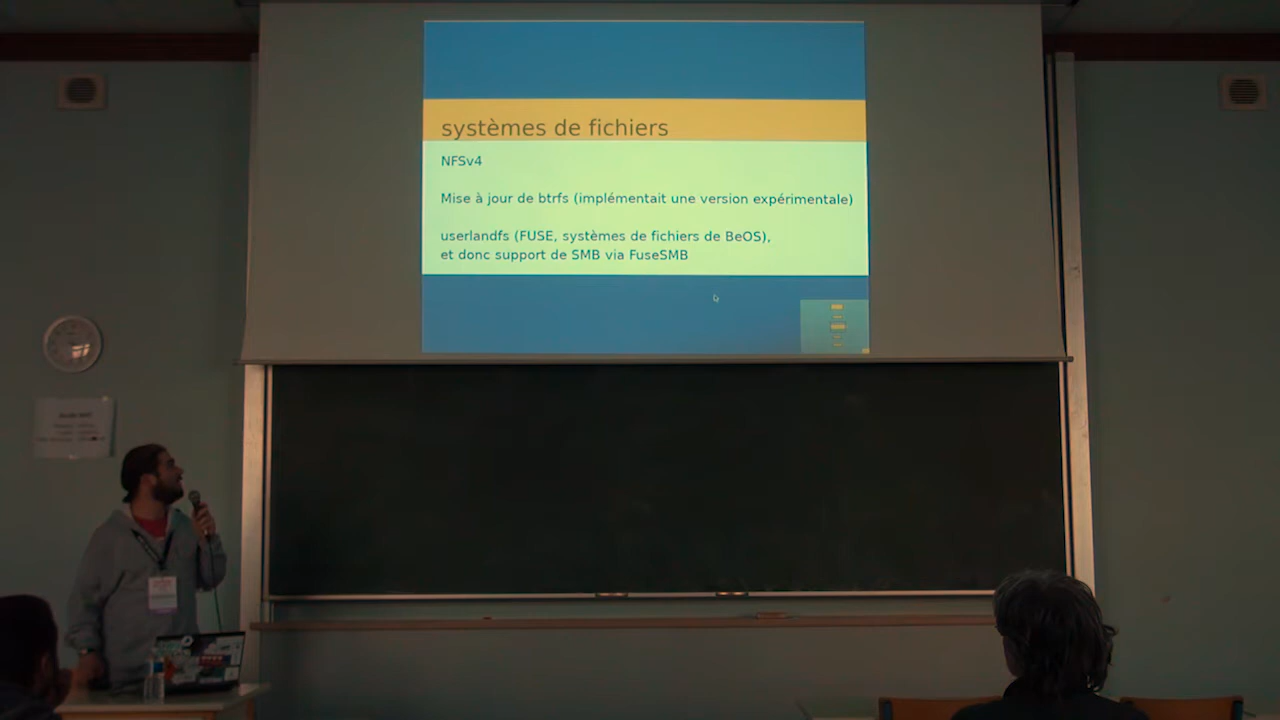 systèmes de fichiers
NFSv4
Mise à jour de btrfs (implémentait une version expérimentale)
userlandfs (FUSE, systèmes de fichiers de BeOS),
et donc support de SMB via FuseSMB